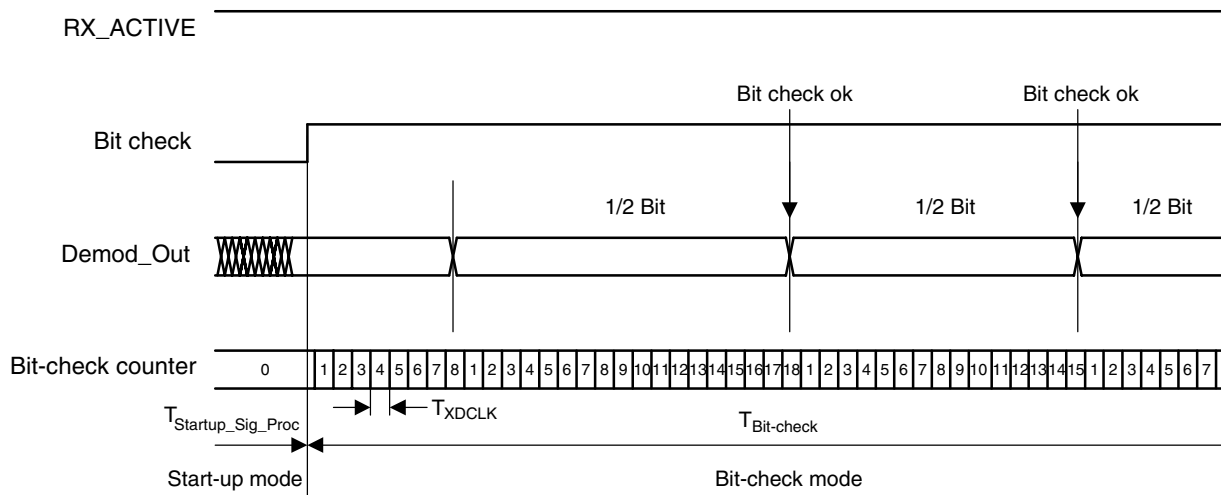 RX_ACTIVE
Bit check ok Bit check ok
Bit check
1/2 Bit 1/2 Bit 1/2 Bit
Demod_Out
Bit-check counter 0 1 2 3 4 5 6 7 8 1 2 3 4 5 6 7 8 9 10 11 12 13 14 15 16 17 18 1 2 3 4 5 6 7 8 9 10 11 12 13 14 15 1 2 3 4 5 6 7
TStartup_Sig_Proc TXDCLK TBit-check
Start-up mode Bit-check mode